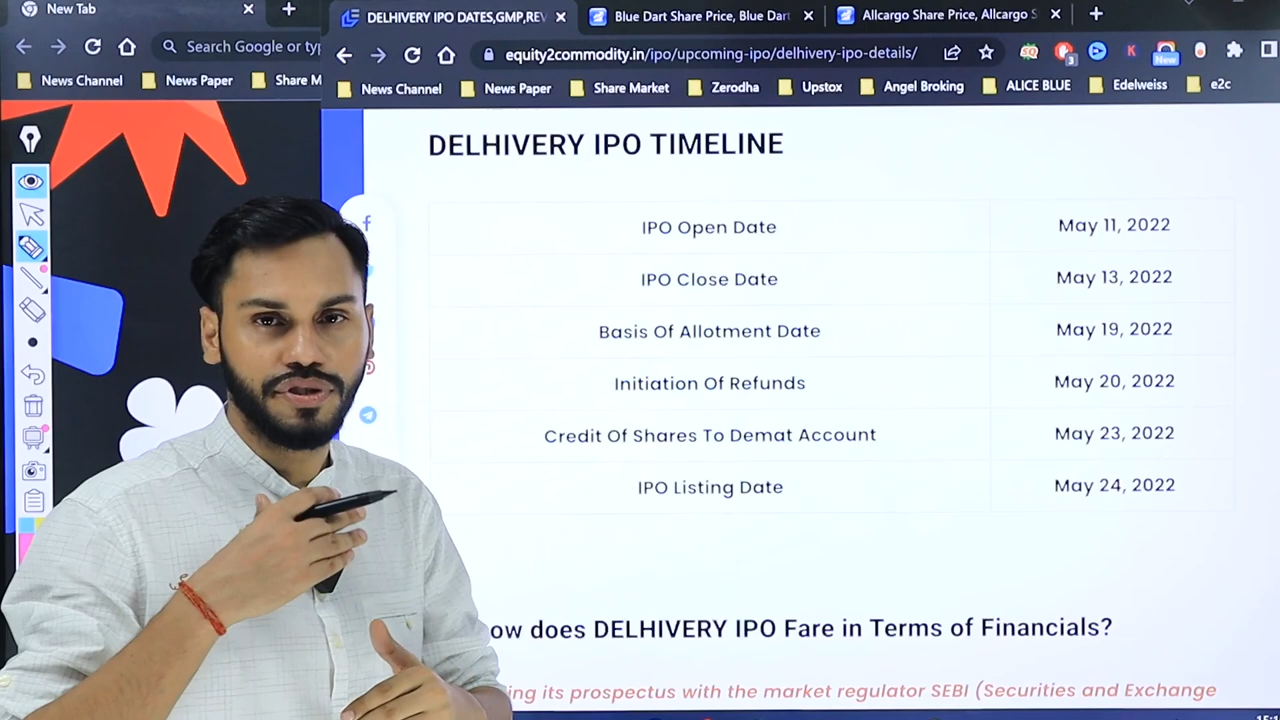 New Tab
DELHIVERY IPO DATES,GMP,REV
Blue Dart Share Price, Blue Dart
Allcargo Share Price, Allcargo S
Search Google or typ
equity2commodity.in/ipo/upcoming-ipo/delhivery-ipo-details/
3
New
News Channel
News Paper
Share M
News Channel
News Paper
Share Market
Zerodha
Upstox
Angel Broking
ALICE BLUE
Edelweiss
e2c
DELHIVERY IPO TIMELINE
IPO Open Date May 11, 2022
IPO Close Date May 13, 2022
Basis Of Allotment Date May 19, 2022
Initiation Of Refunds May 20, 2022
Credit Of Shares To Demat Account May 23, 2022
IPO Listing Date May 24, 2022
ow does DELHIVERY IPO Fare in Terms of Financials?
ing its prospectus with the market regulator SEBI (Securities and Exchange